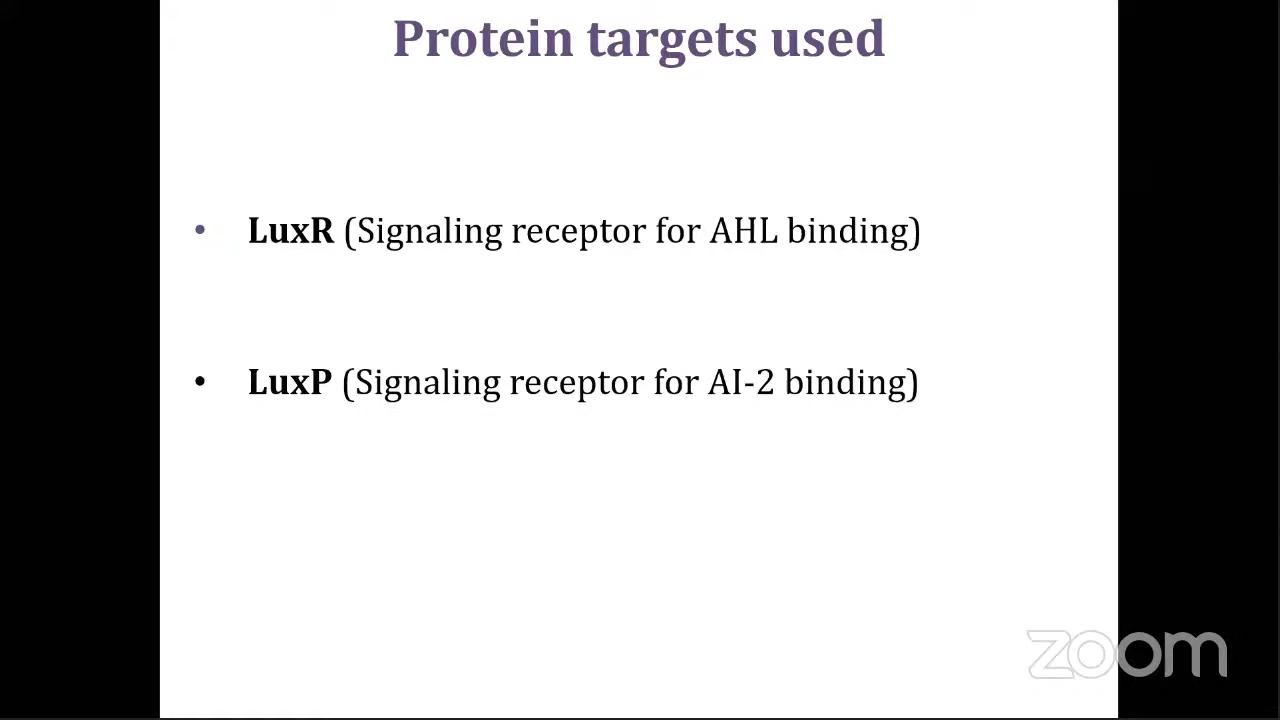 Protein targets used
• LuxR (Signaling receptor for AHL binding)
• LuxP (Signaling receptor for AI-2 binding)
zoom